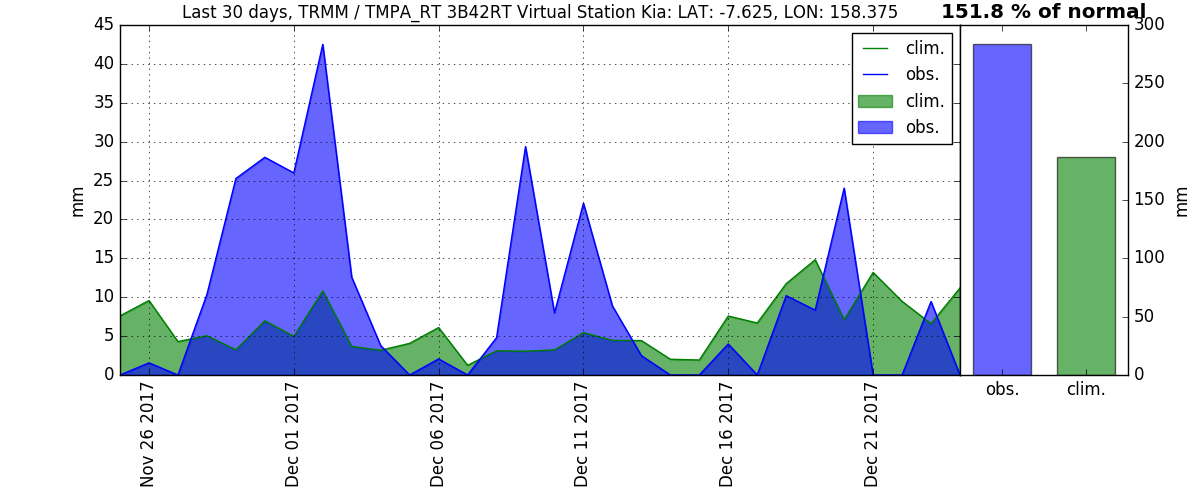 Last 30 days, TRMM / TMPA_RT 3B42RT Virtual Station Kia: LAT: -7.625, LON: 158.375
151.8 % of normal
45
40
35
30
25
20
15
10
5
0
mm
clim.
obs.
clim.
obs.
Nov 26 2017
Dec 01 2017
Dec 06 2017
Dec 11 2017
Dec 16 2017
Dec 21 2017
300
250
200
150
100
50
0
mm
obs.
clim.